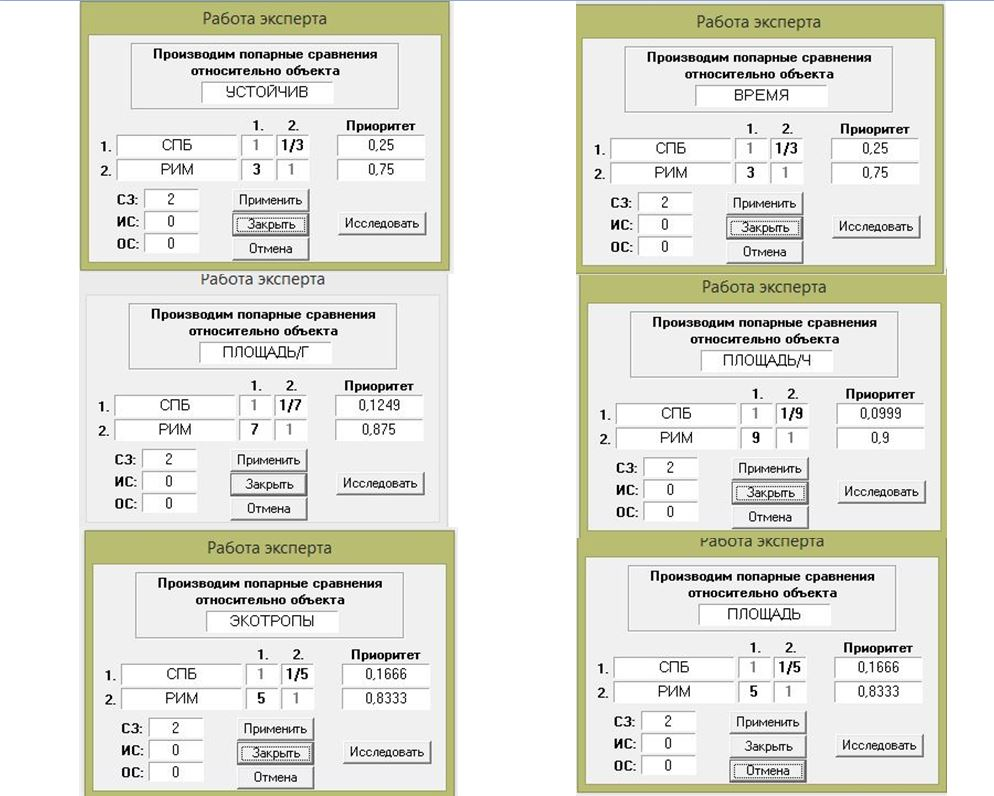 Работа эксперта
Производим попарные сравнения
относительно объекта
УСТОЙЧИВ
1. 2. Приоритет
1. СПБ 1 1/3 0,25
2. РИМ 3 1 0,75
СЗ: 2 Применить
ИС: 0 Закрыть Исследовать
ОС: 0 Отмена
Работа эксперта
Производим попарные сравнения
относительно объекта
ВРЕМЯ
1. 2. Приоритет
1. СПБ 1 1/3 0,25
2. РИМ 3 1 0,75
СЗ: 2 Применить
ИС: 0 Закрыть Исследовать
ОС: 0 Отмена
Работа эксперта
Производим попарные сравнения
относительно объекта
ПЛОЩАДЬ/Г
1. 2. Приоритет
1. СПБ 1 1/7 0,1249
2. РИМ 7 1 0,875
СЗ: 2 Применить
ИС: 0 Закрыть Исследовать
ОС: 0 Отмена
Работа эксперта
Производим попарные сравнения
относительно объекта
ПЛОЩАДЬ/Ч
1. 2. Приоритет
1. СПБ 1 1/9 0,0999
2. РИМ 9 1 0,9
СЗ: 2 Применить
ИС: 0 Закрыть Исследовать
ОС: 0 Отмена
Работа эксперта
Производим попарные сравнения
относительно объекта
ЭКОТРОПЫ
1. 2. Приоритет
1. СПБ 1 1/5 0,1666
2. РИМ 5 1 0,8333
СЗ: 2 Применить
ИС: 0 Закрыть Исследовать
ОС: 0 Отмена
Работа эксперта
Производим попарные сравнения
относительно объекта
ПЛОЩАДЬ
1. 2. Приоритет
1. СПБ 1 1/5 0,1666
2. РИМ 5 1 0,8333
СЗ: 2 Применить
ИС: 0 Закрыть Исследовать
ОС: 0 Отмена